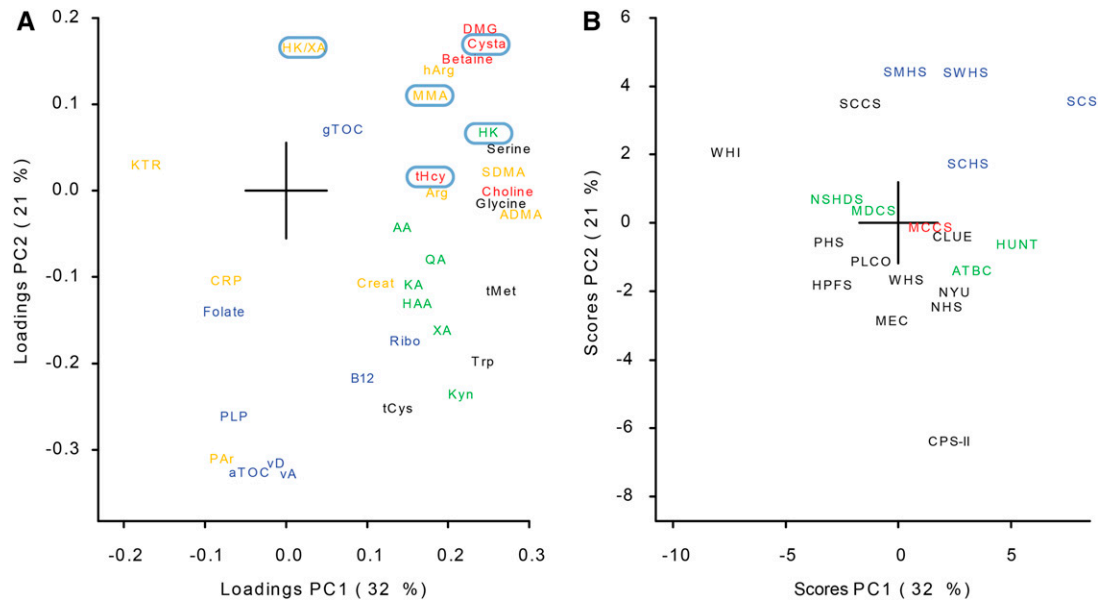 A
0.2
0.1
0.0
-0.1
-0.2
-0.3
Loadings PC2 ( 21 %)
DMG
HK/XA
Cysta
Betaine
hArg
MMA
gTOC
HK
Serine
KTR
tHcy
SDMA
Arg
Choline
Glycine
ADMA
AA
QA
CRP
Creat
KA
tMet
HAA
Folate
XA
Ribo
Trp
B12
Kyn
tCys
PLP
PAr
vD
aTOC
vA
-0.2
-0.1
0.0
0.1
0.2
0.3
Loadings PC1 ( 32 %)
B
6
4
2
0
-2
-4
-6
-8
Scores PC2 ( 21 %)
SMHS
SWHS
SCCS
SCS
WHI
SCHS
NSHDS
MDCS
MCCS
CLUE
PHS
HUNT
PLCO
ATBC
HPFS
WHS
NYU
NHS
MEC
CPS-II
-10
-5
0
5
Scores PC1 ( 32 %)